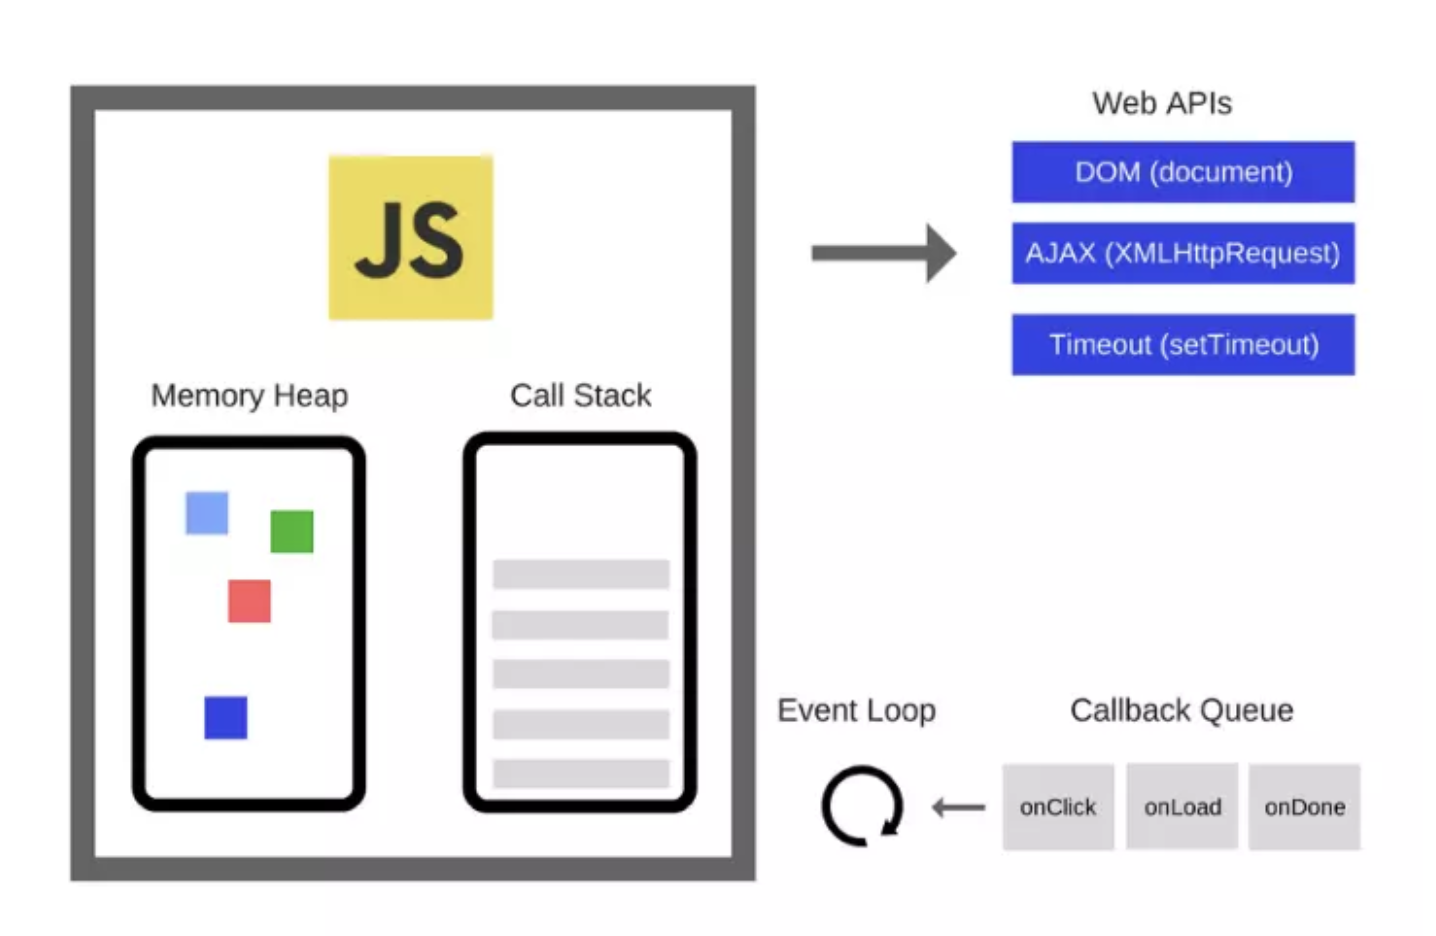 JS
Memory Heap
Call Stack
Web APIs
DOM (document)
AJAX (XMLHttpRequest)
Timeout (setTimeout)
Event Loop
Callback Queue
onClick
onLoad
onDone